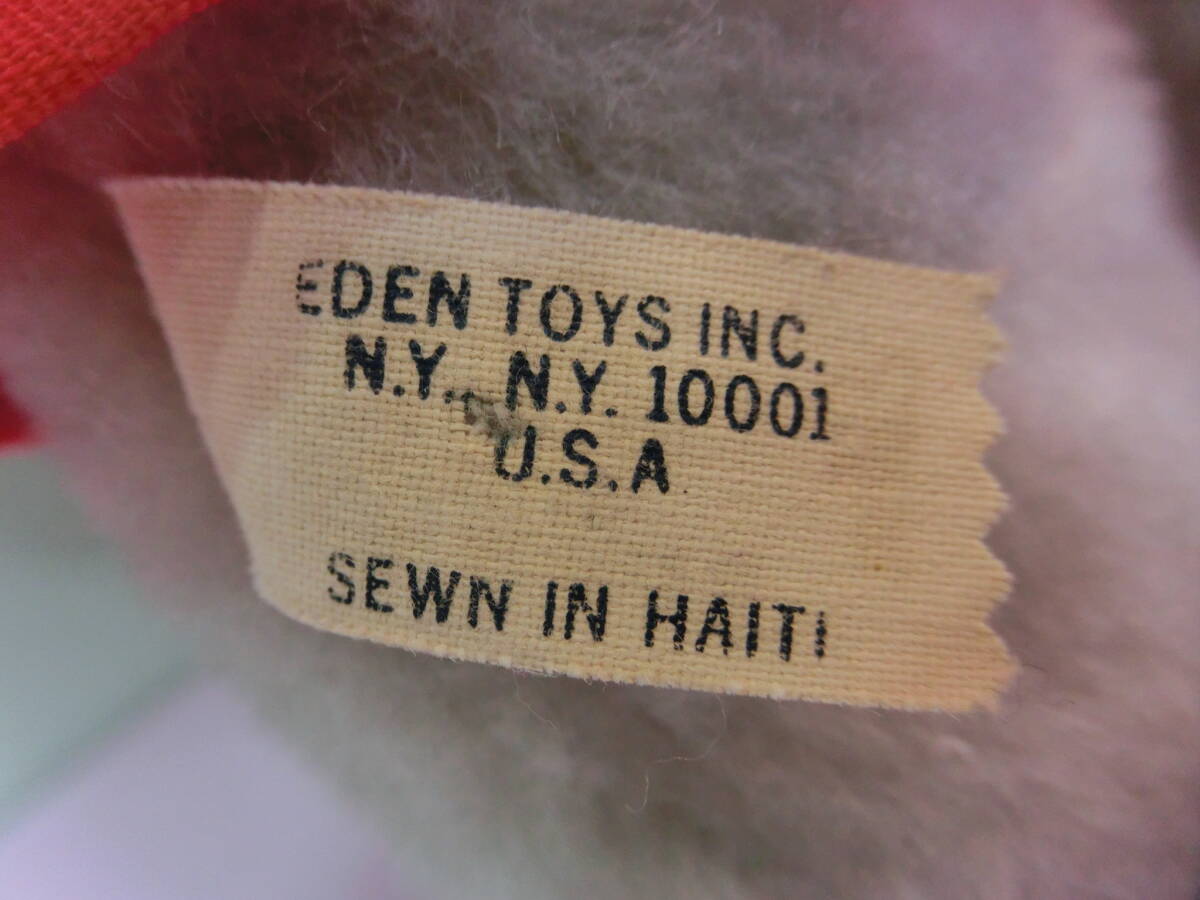 EDEN TOYS INC.
N.Y., N.Y. 10001
U.S.A
SEWN IN HAITI